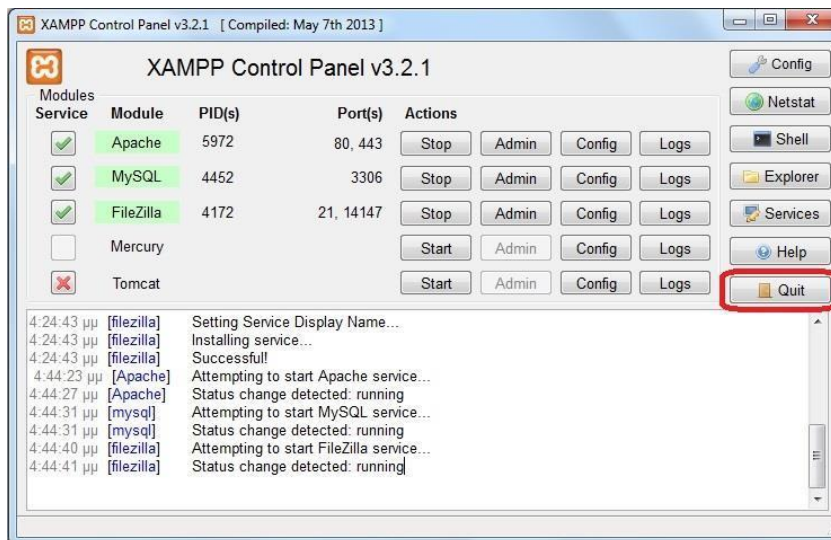 XAMPP Control Panel v3.2.1 [ Compiled: May 7th 2013 ]
XAMPP Control Panel v3.2.1
Config
Modules
Service Module PID(s) Port(s) Actions
Netstat
Apache 5972 80, 443 Stop Admin Config Logs
Shell
MySQL 4452 3306 Stop Admin Config Logs
Explorer
FileZilla 4172 21, 14147 Stop Admin Config Logs
Services
Mercury Start Admin Config Logs
Help
Tomcat Start Admin Config Logs
Quit
4:24:43 μμ [filezilla] Setting Service Display Name...
4:24:43 μμ [filezilla] Installing service...
4:24:43 μμ [filezilla] Successful!
4:44:23 μμ [Apache] Attempting to start Apache service...
4:44:27 μμ [Apache] Status change detected: running
4:44:31 μμ [mysql] Attempting to start MySQL service...
4:44:31 μμ [mysql] Status change detected: running
4:44:40 μμ [filezilla] Attempting to start FileZilla service...
4:44:41 μμ [filezilla] Status change detected: running